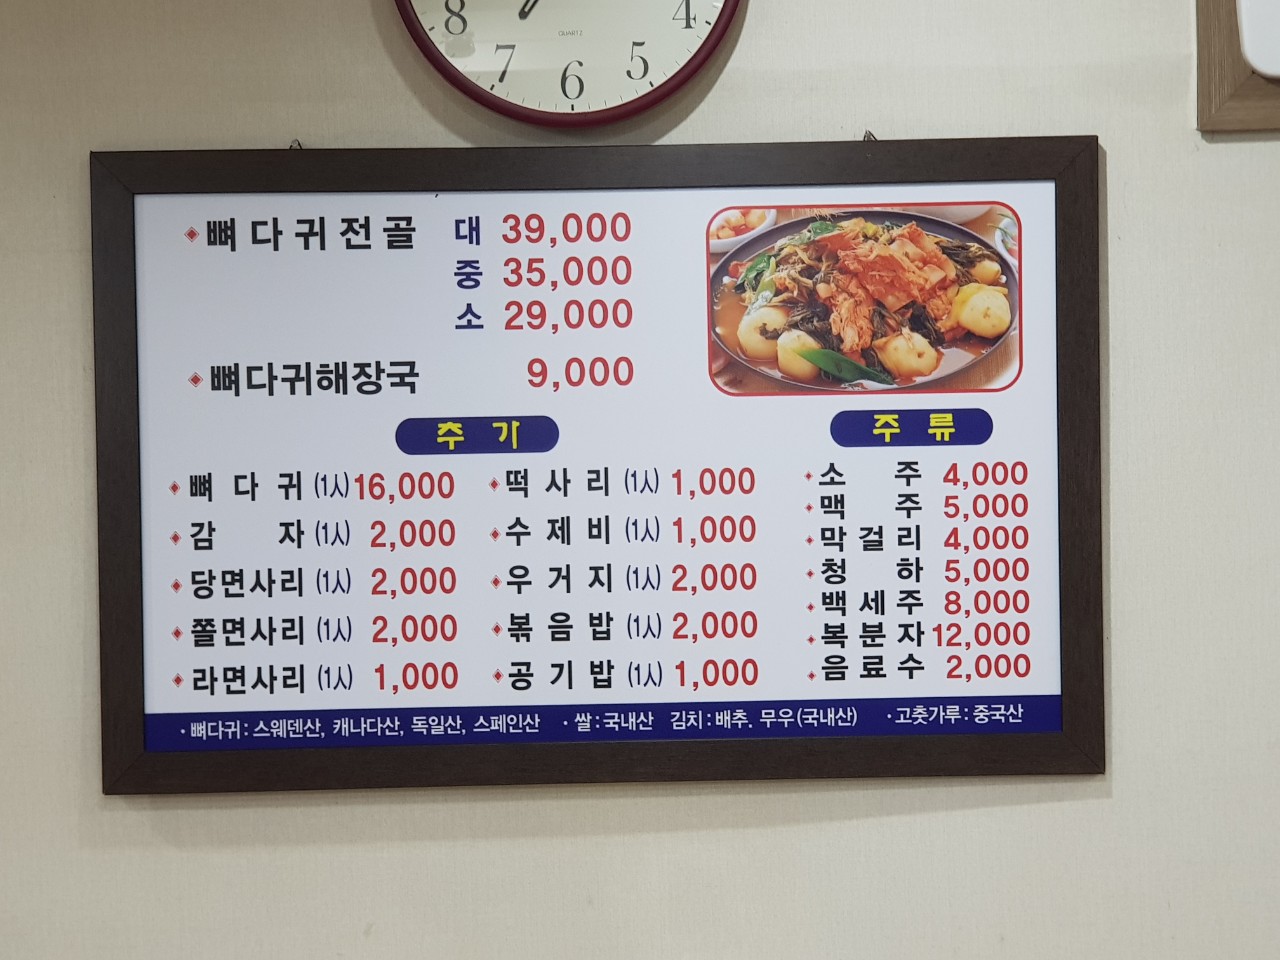 8 7 6 5 4
QUARTZ
뼈다귀전골 대 39,000
중 35,000
소 29,000
뼈다귀해장국 9,000
추 가
뼈 다 귀 (1人) 16,000
감 자 (1人) 2,000
당면사리 (1人) 2,000
쫄면사리 (1人) 2,000
라면사리 (1人) 1,000
떡 사 리 (1人) 1,000
수 제 비 (1人) 1,000
우 거 지 (1人) 2,000
볶 음 밥 (1人) 2,000
공 기 밥 (1人) 1,000
주 류
소 주 4,000
맥 주 5,000
막 걸 리 4,000
청 하 5,000
백 세 주 8,000
복 분 자 12,000
음 료 수 2,000
· 뼈다귀 : 스웨덴산, 캐나다산, 독일산, 스페인산 · 쌀 : 국내산 김치 : 배추. 무우(국내산) · 고춧가루 : 중국산